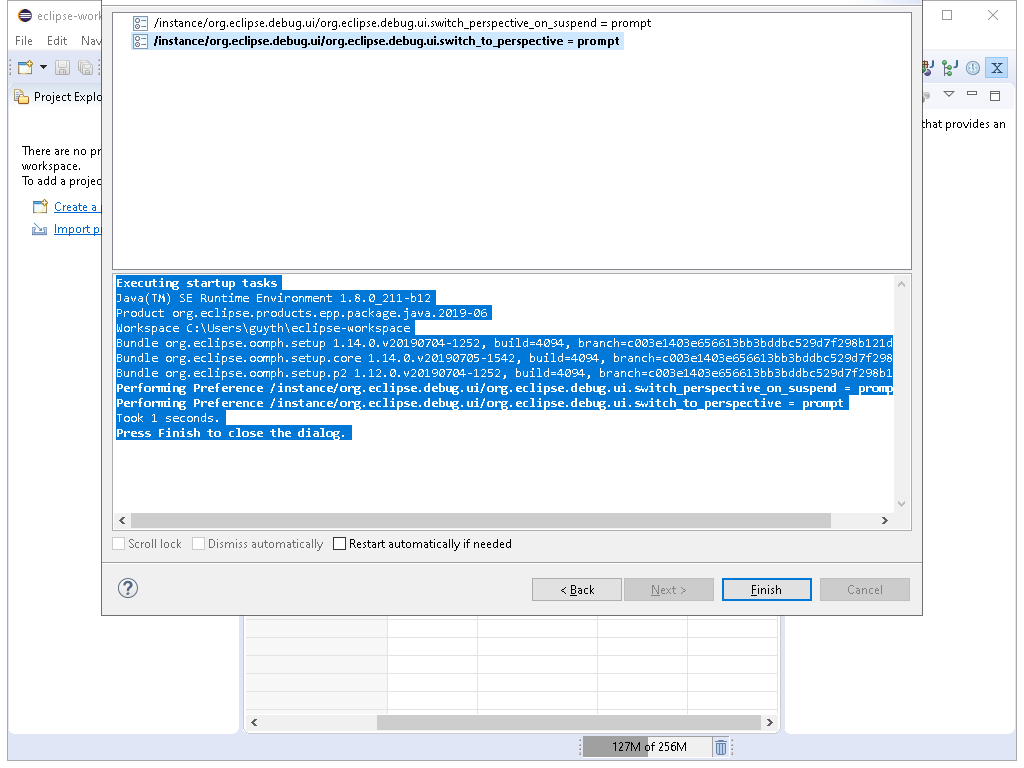 eclipse-work
/instance/org.eclipse.debug.ui/org.eclipse.debug.ui.switch_perspective_on_suspend = prompt
/instance/org.eclipse.debug.ui/org.eclipse.debug.ui.switch_to_perspective = prompt
File Edit Nav
Project Explo
that provides an
There are no pr
workspace.
To add a projec
Create a
Import pr
Executing startup tasks
Java(TM) SE Runtime Environment 1.8.0_211-b12
Product org.eclipse.products.epp.package.java.2019-06
Workspace C:\Users\guyth\eclipse-workspace
Bundle org.eclipse.oomph.setup 1.14.0.v20190704-1252, build=4094, branch=c003e1403e656613bb3bddbc529d7f298b121d
Bundle org.eclipse.oomph.setup.core 1.14.0.v20190705-1542, build=4094, branch=c003e1403e656613bb3bddbc529d7f298
Bundle org.eclipse.oomph.setup.p2 1.12.0.v20190704-1252, build=4094, branch=c003e1403e656613bb3bddbc529d7f298b1
Performing Preference /instance/org.eclipse.debug.ui/org.eclipse.debug.ui.switch_perspective_on_suspend = promp
Performing Preference /instance/org.eclipse.debug.ui/org.eclipse.debug.ui.switch_to_perspective = prompt
Took 1 seconds.
Press Finish to close the dialog.
Scroll lock Dismiss automatically Restart automatically if needed
? < Back Next > Finish Cancel
127M of 256M